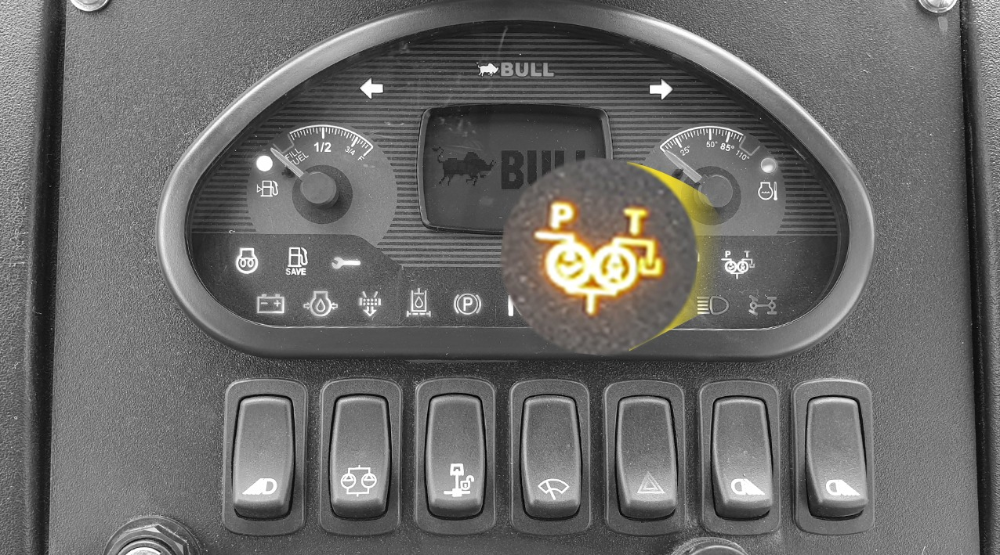 BULL
1/2
3/4
F
FILL
FUEL
25°
50°
85°
110°
BULL
P T
P T
SAVE
P